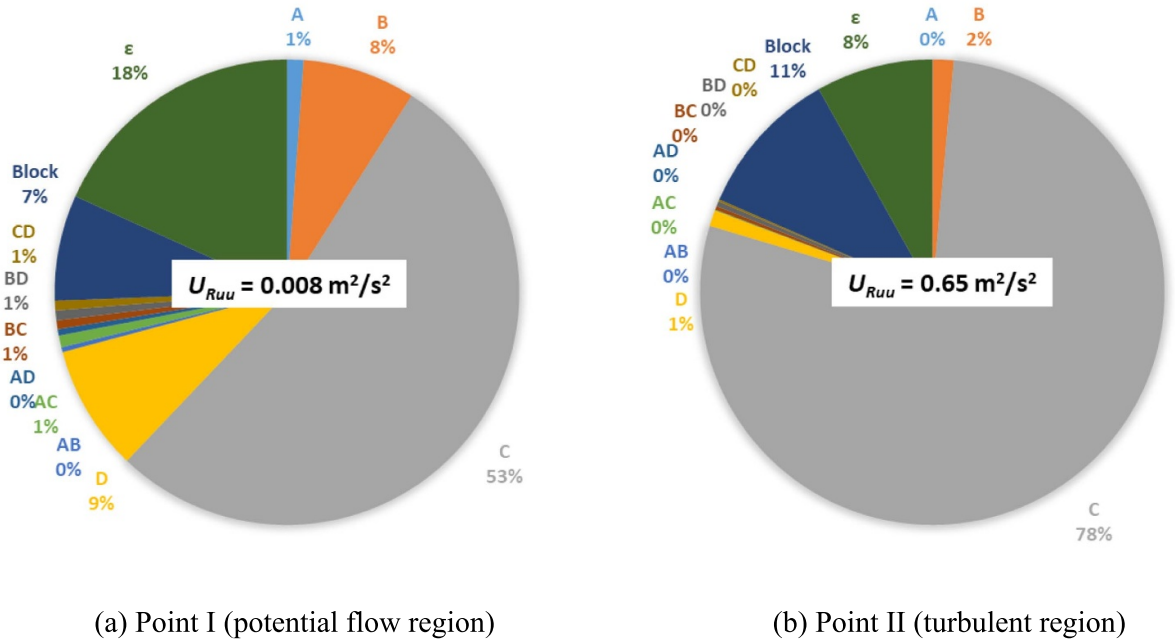 A
1%
B
8%
C
53%
D
9%
AB
0%
AC
1%
AD
0%
BC
1%
BD
1%
CD
1%
Block
7%
ε
18%
U_Ruu = 0.008 m²/s²
(a) Point I (potential flow region)
A
0%
B
2%
C
78%
D
1%
AB
0%
AC
0%
AD
0%
BC
0%
BD
0%
CD
0%
Block
11%
ε
8%
U_Ruu = 0.65 m²/s²
(b) Point II (turbulent region)